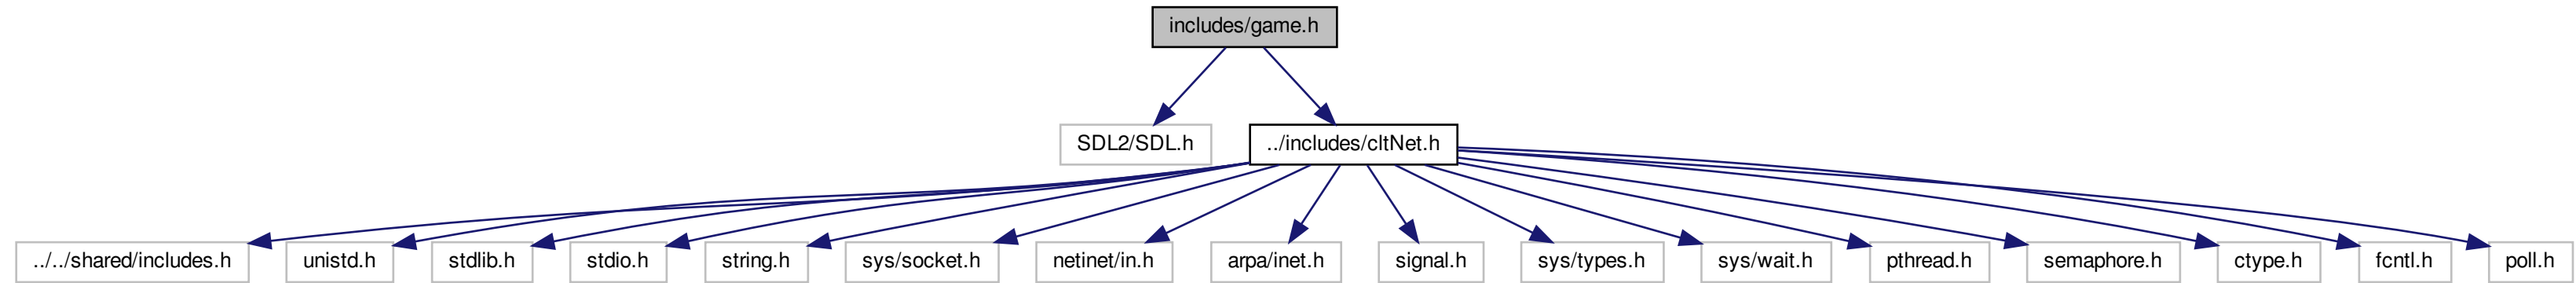 includes/game.h
SDL2/SDL.h
../includes/cltNet.h
../../shared/includes.h
unistd.h
stdlib.h
stdio.h
string.h
sys/socket.h
netinet/in.h
arpa/inet.h
signal.h
sys/types.h
sys/wait.h
pthread.h
semaphore.h
ctype.h
fcntl.h
poll.h